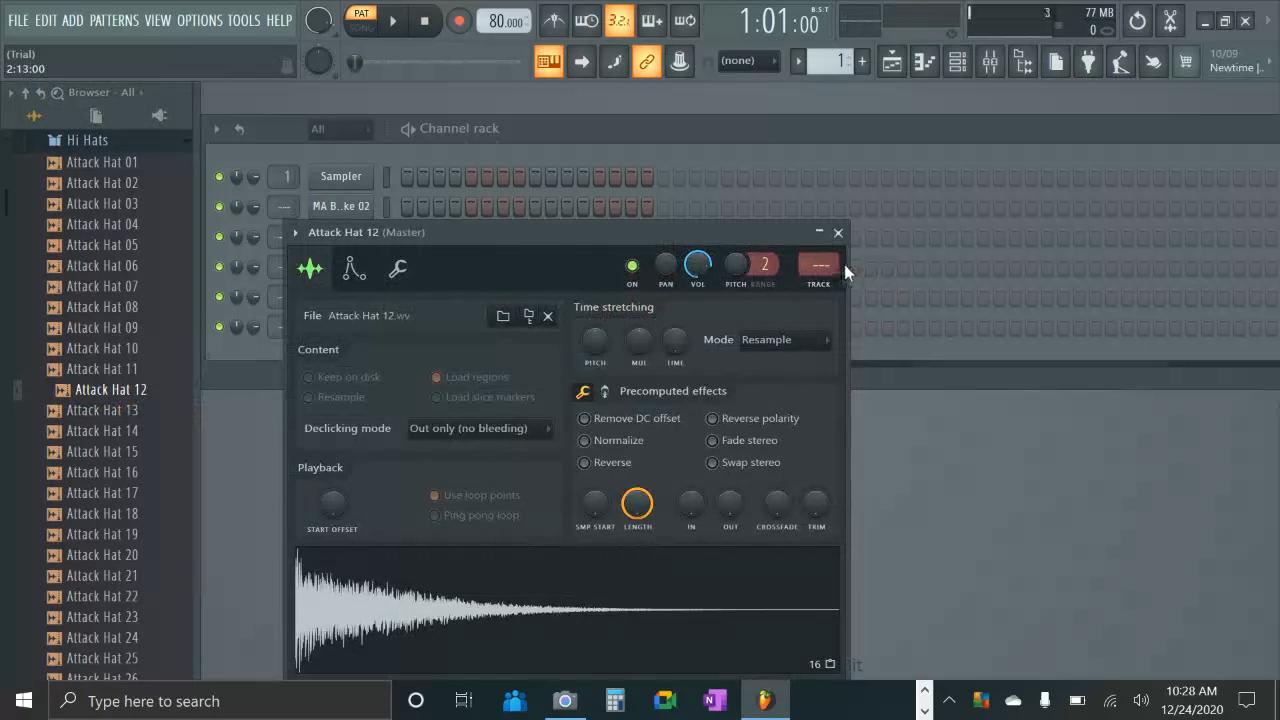 FILE EDIT ADD PATTERNS VIEW OPTIONS TOOLS HELP
PAT
SONG
80.000
3.2.1
1:01:00
B:S:T
3
77 MB
0
(Trial)
2:13:00
(none)
1
10/09
Newtime |..
Browser - All
All
Channel rack
Hi Hats
Attack Hat 01
Attack Hat 02
Attack Hat 03
Attack Hat 04
Attack Hat 05
Attack Hat 06
Attack Hat 07
Attack Hat 08
Attack Hat 09
Attack Hat 10
Attack Hat 11
Attack Hat 12
Attack Hat 13
Attack Hat 14
Attack Hat 15
Attack Hat 16
Attack Hat 17
Attack Hat 18
Attack Hat 19
Attack Hat 20
Attack Hat 21
Attack Hat 22
Attack Hat 23
Attack Hat 24
Attack Hat 25
Attack Hat 26
1
Sampler
---
MA B..ke 02
Attack Hat 12 (Master)
2
---
ON
PAN
VOL
PITCH
RANGE
TRACK
File
Attack Hat 12.wv
Time stretching
PITCH
MUL
TIME
Mode
Resample
Content
Keep on disk
Load regions
Resample
Load slice markers
Declicking mode
Out only (no bleeding)
Precomputed effects
Remove DC offset
Reverse polarity
Normalize
Fade stereo
Reverse
Swap stereo
Playback
Use loop points
Ping pong loop
START OFFSET
SMP START
LENGTH
IN
OUT
CROSSFADE
TRIM
16
Type here to search
10:28 AM
12/24/2020